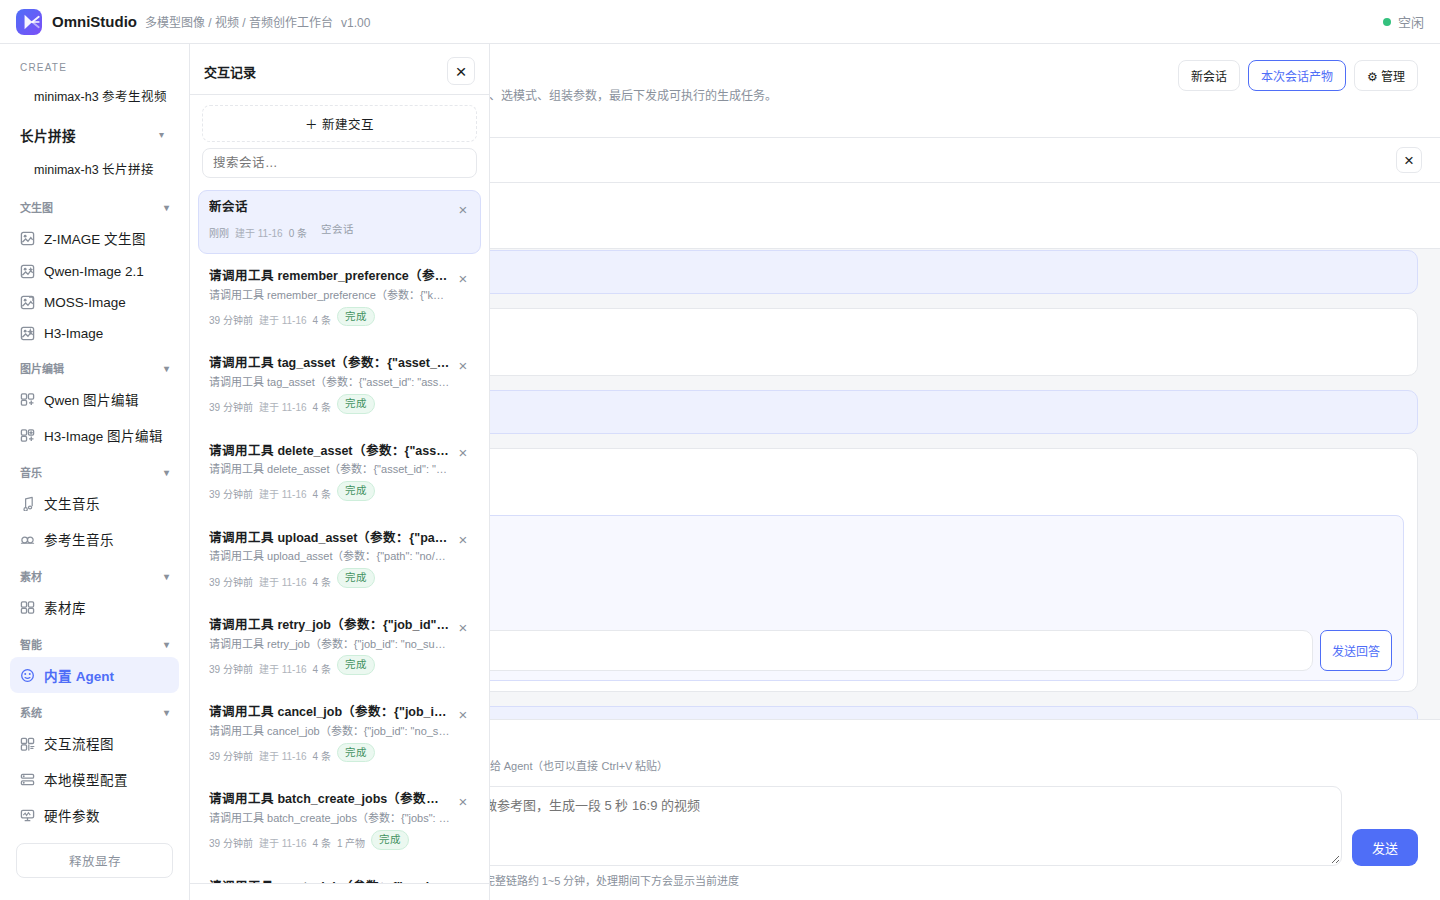 OmniStudio 多模型图像 / 视频 / 音频创作工作台 v1.00
空闲
CREATE
minimax-h3 参考生视频
长片拼接 ▾
minimax-h3 长片拼接
文生图 ▾
Z-IMAGE 文生图
Qwen-Image 2.1
MOSS-Image
H3-Image
图片编辑 ▾
Qwen 图片编辑
H3-Image 图片编辑
音乐 ▾
文生音乐
参考生音乐
素材 ▾
素材库
智能 ▾
内置 Agent
系统 ▾
交互流程图
本地模型配置
硬件参数
释放显存
交互记录 ×
＋ 新建交互
搜索会话…
新会话 ×
刚刚 建于 11-16 0 条 空会话
请调用工具 remember_preference（参… ×
请调用工具 remember_preference（参数：{"k…
39 分钟前 建于 11-16 4 条 完成
请调用工具 tag_asset（参数：{"asset_… ×
请调用工具 tag_asset（参数：{"asset_id": "ass…
39 分钟前 建于 11-16 4 条 完成
请调用工具 delete_asset（参数：{"ass… ×
请调用工具 delete_asset（参数：{"asset_id": "…
39 分钟前 建于 11-16 4 条 完成
请调用工具 upload_asset（参数：{"pa… ×
请调用工具 upload_asset（参数：{"path": "no/…
39 分钟前 建于 11-16 4 条 完成
请调用工具 retry_job（参数：{"job_id"… ×
请调用工具 retry_job（参数：{"job_id": "no_su…
39 分钟前 建于 11-16 4 条 完成
请调用工具 cancel_job（参数：{"job_i… ×
请调用工具 cancel_job（参数：{"job_id": "no_s…
39 分钟前 建于 11-16 4 条 完成
请调用工具 batch_create_jobs（参数… ×
请调用工具 batch_create_jobs（参数：{"jobs": …
39 分钟前 建于 11-16 4 条 1 产物 完成
新会话 本次会话产物 ⚙ 管理
、选模式、组装参数，最后下发成可执行的生成任务。
×
发送回答
给 Agent（也可以直接 Ctrl+V 粘贴）
做参考图，生成一段 5 秒 16:9 的视频
发送
完整链路约 1~5 分钟，处理期间下方会显示当前进度